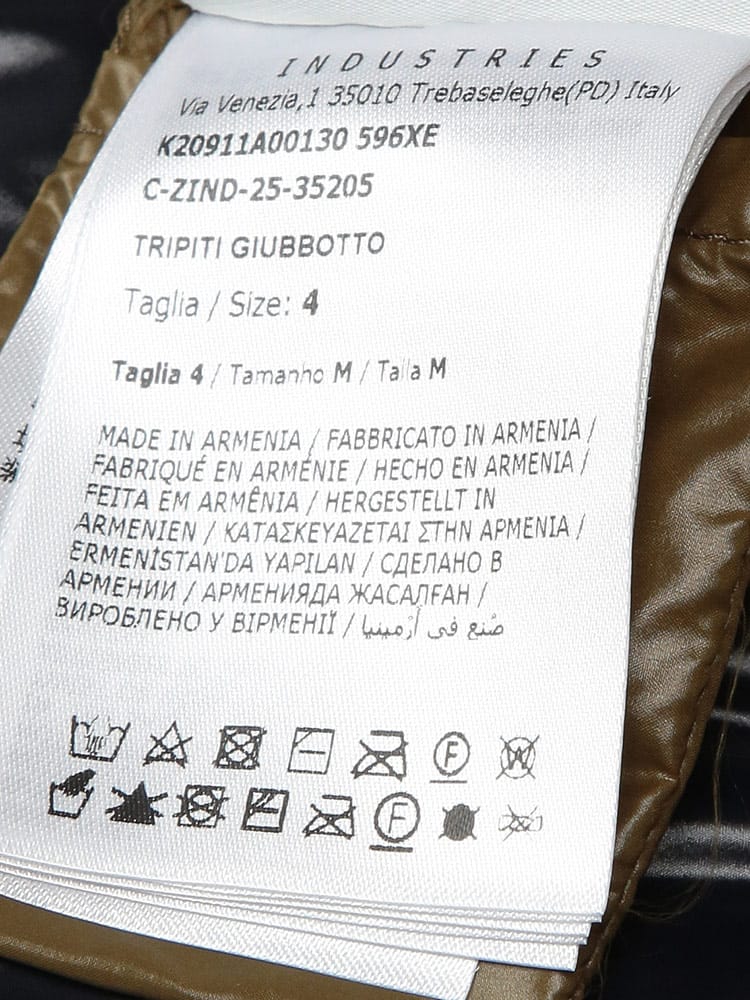 INDUSTRIES
Via Venezia,1 35010 Trebaseleghe(PD) Italy
K20911A00130 596XE
C-ZIND-25-35205
TRIPITI GIUBBOTTO
Taglia / Size: 4
Taglia 4 / Tamanho M / Talla M
MADE IN ARMENIA / FABBRICATO IN ARMENIA /
FABRIQUÉ EN ARMÉNIE / HECHO EN ARMENIA /
FEITA EM ARMÊNIA / HERGESTELLT IN
ARMENIEN / ΚΑΤΑΣΚΕΥΑΖΕΤΑΙ ΣΤΗΝ ΑΡΜΕΝΙΑ /
ERMENİSTAN'DA YAPILAN / СДЕЛАНО В
АРМЕНИИ / АРМЕНИЯДА ЖАСАЛҒАН /
ВИРОБЛЕНО У ВІРМЕНІЇ / صُنع في أَرْمينيا
F W
F